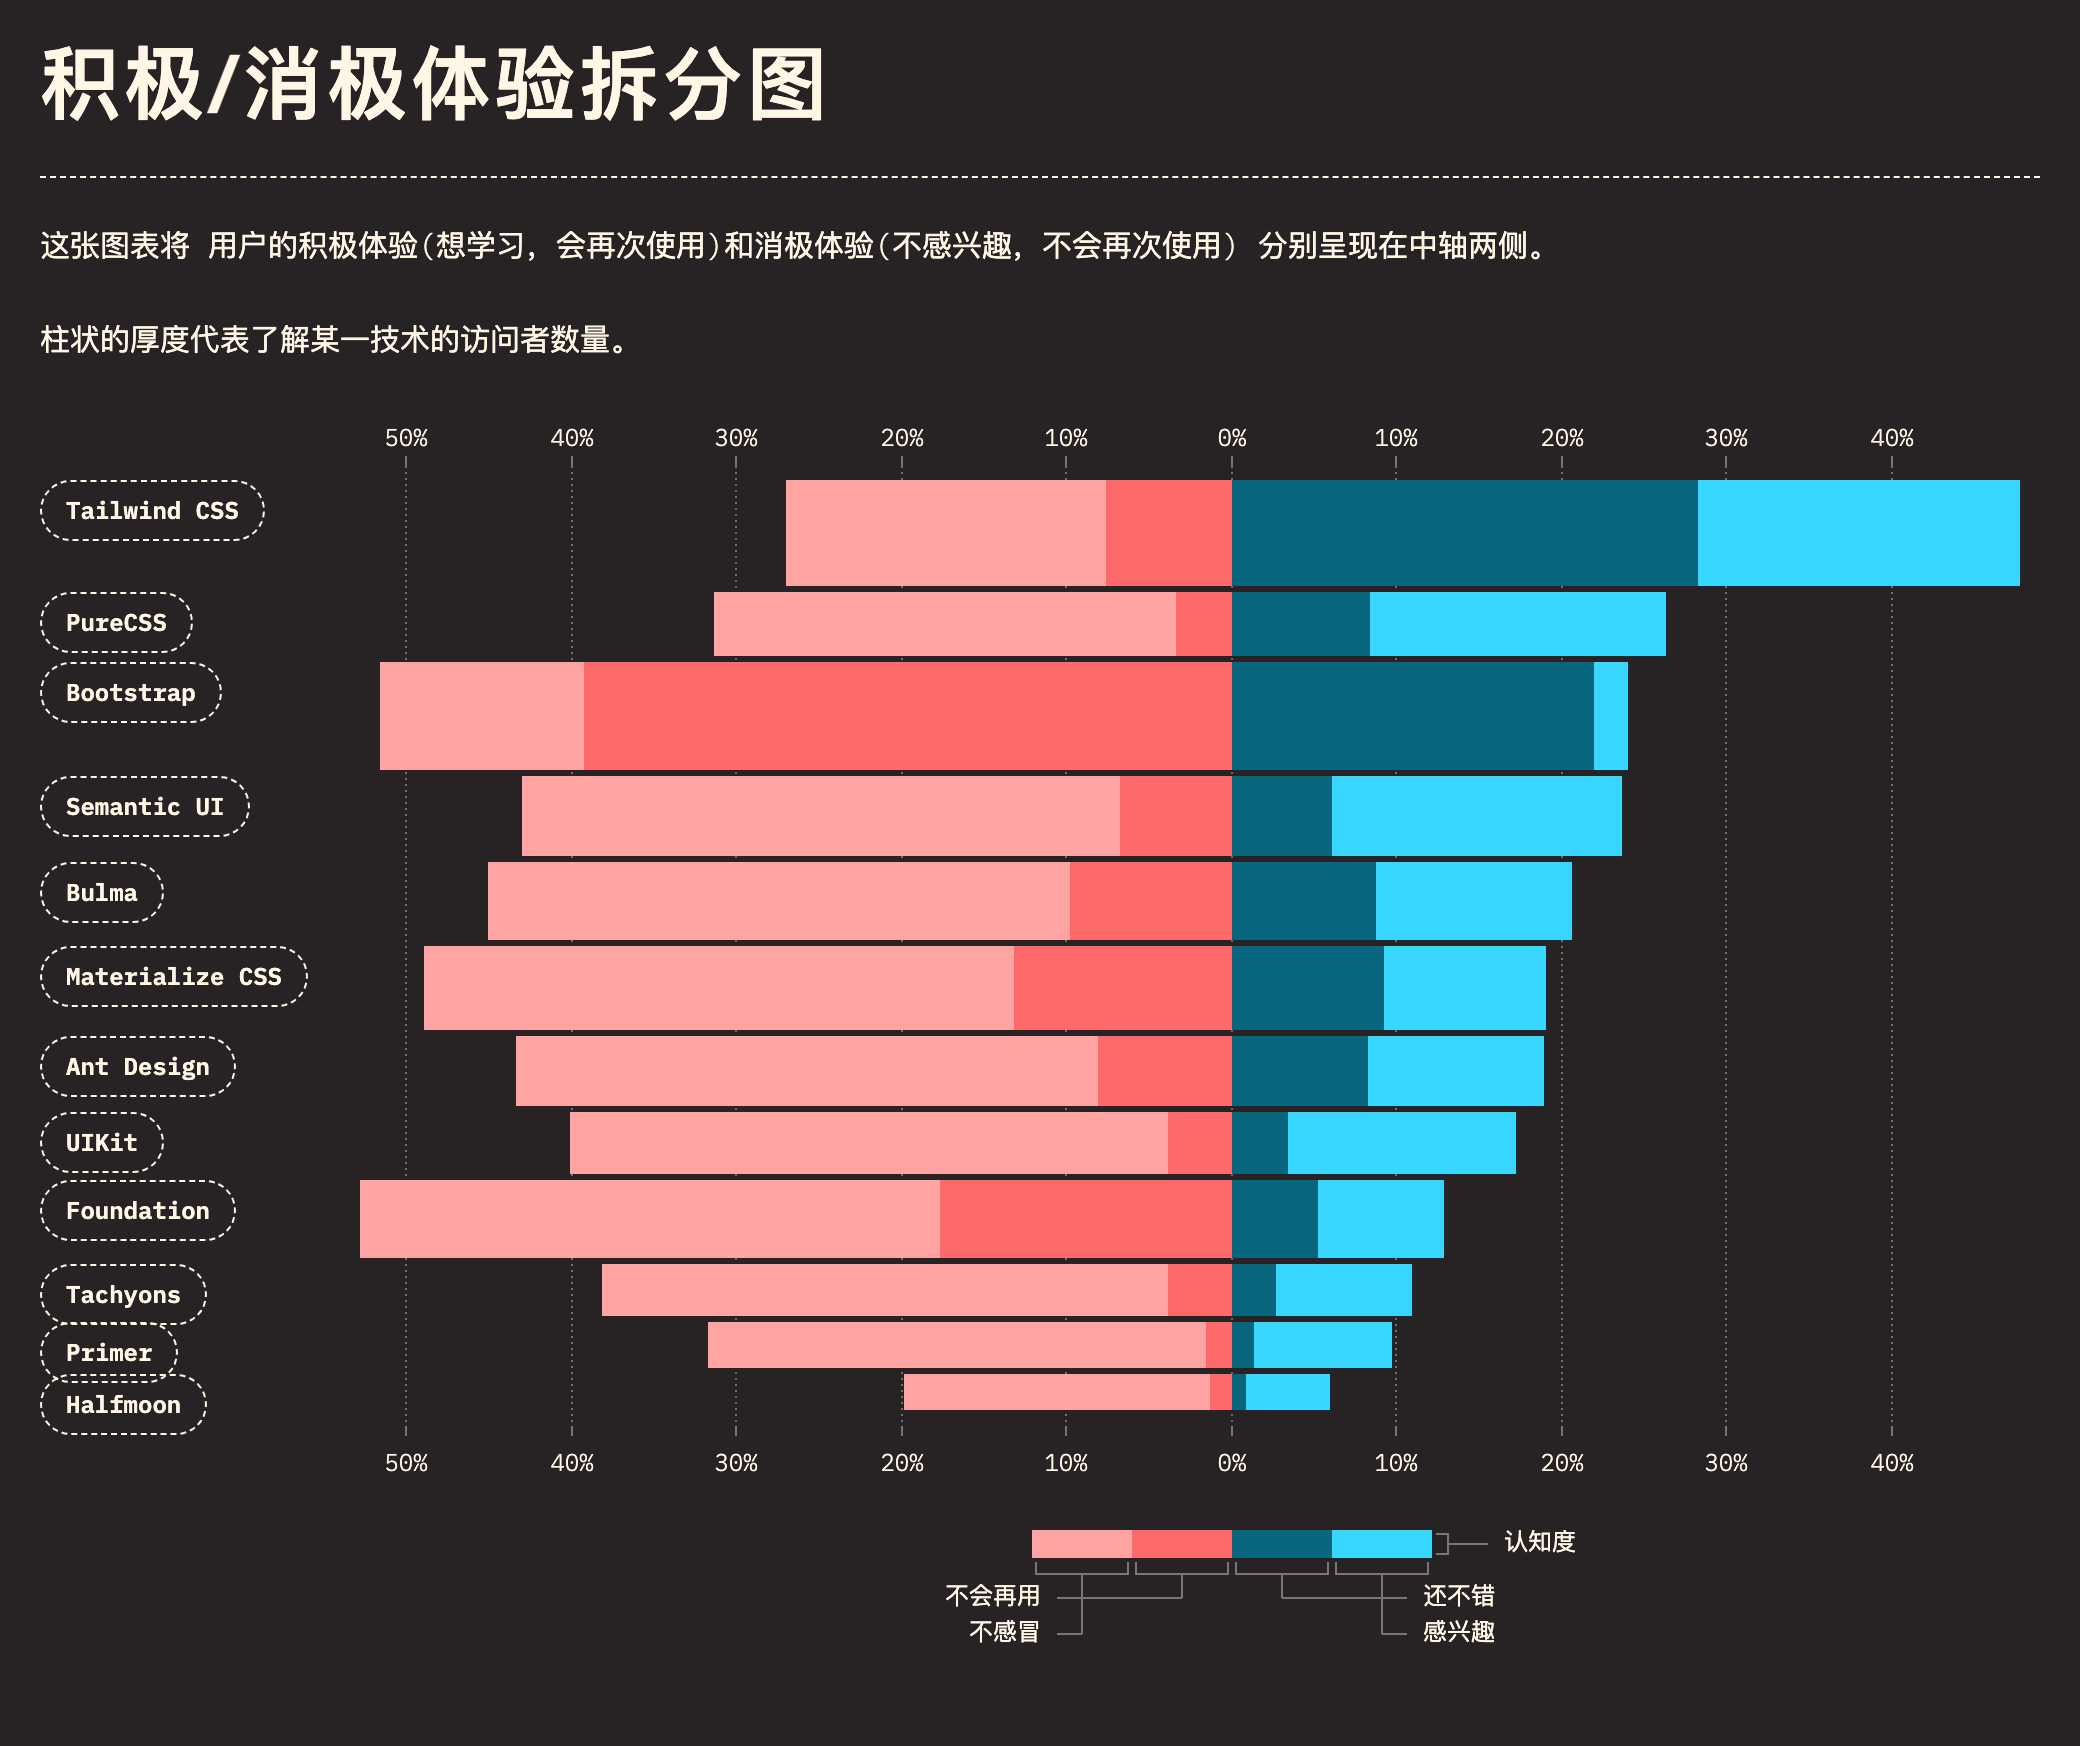 积极/消极体验拆分图
这张图表将 用户的积极体验(想学习, 会再次使用)和消极体验(不感兴趣, 不会再次使用) 分别呈现在中轴两侧。
柱状的厚度代表了解某一技术的访问者数量。
50% 40% 30% 20% 10% 0% 10% 20% 30% 40%
Tailwind CSS
PureCSS
Bootstrap
Semantic UI
Bulma
Materialize CSS
Ant Design
UIKit
Foundation
Tachyons
Primer
Halfmoon
50% 40% 30% 20% 10% 0% 10% 20% 30% 40%
认知度
不会再用 还不错
不感冒 感兴趣